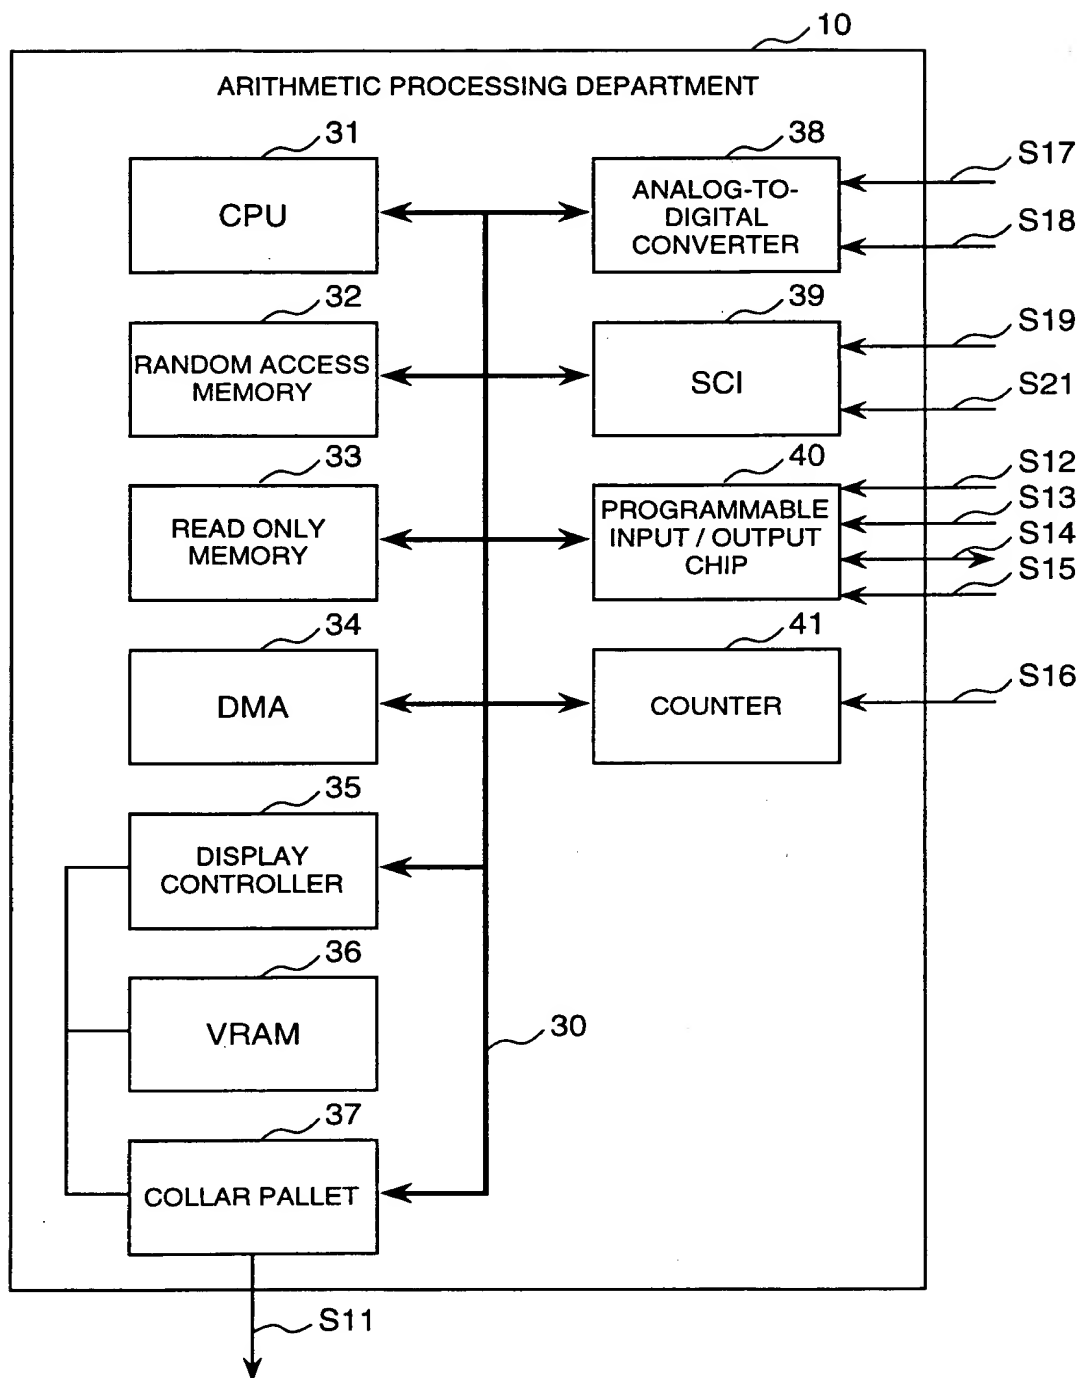 10
ARITHMETIC PROCESSING DEPARTMENT
31
CPU
38
ANALOG-TO-
DIGITAL
CONVERTER
S17
S18
32
RANDOM ACCESS
MEMORY
39
SCI
S19
S21
33
READ ONLY
MEMORY
40
PROGRAMMABLE
INPUT / OUTPUT
CHIP
S12
S13
S14
S15
34
DMA
41
COUNTER
S16
35
DISPLAY
CONTROLLER
36
VRAM
30
37
COLLAR PALLET
S11